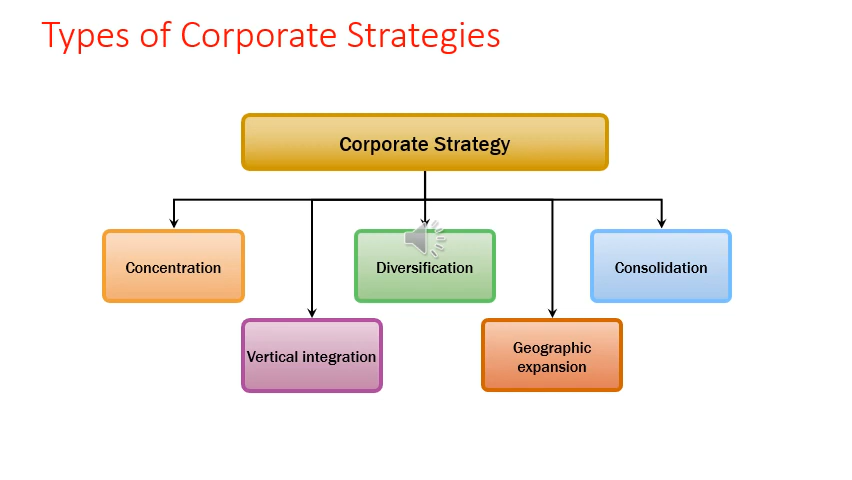 Types of Corporate Strategies
Corporate Strategy
Concentration
Diversification
Consolidation
Vertical integration
Geographic
expansion